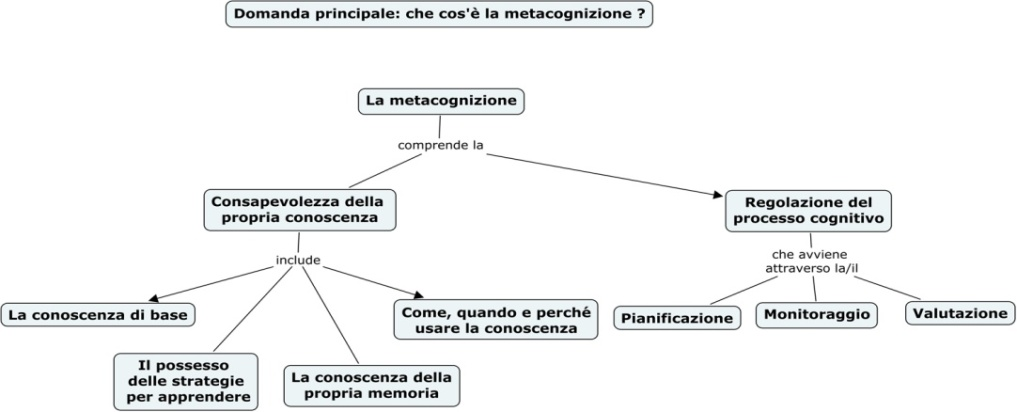 Domanda principale: che cos'è la metacognizione ?
La metacognizione
comprende la
Consapevolezza della
propria conoscenza
Regolazione del
processo cognitivo
include
che avviene
attraverso la/il
La conoscenza di base
Come, quando e perché
usare la conoscenza
Pianificazione
Monitoraggio
Valutazione
Il possesso
delle strategie
per apprendere
La conoscenza della
propria memoria